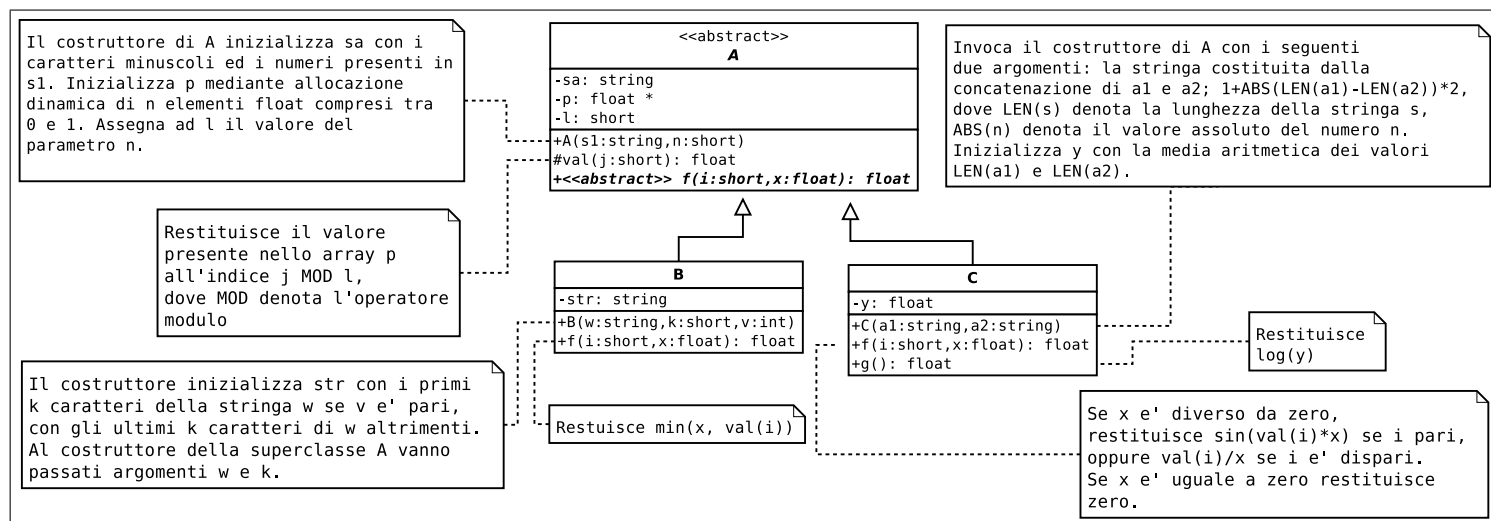 Il costruttore di A inizializza sa con i
caratteri minuscoli ed i numeri presenti in
s1. Inizializza p mediante allocazione
dinamica di n elementi float compresi tra
0 e 1. Assegna ad l il valore del
parametro n.
<<abstract>>
A
-sa: string
-p: float *
-l: short
+A(s1:string,n:short)
#val(j:short): float
+<<abstract>> f(i:short,x:float): float
Invoca il costruttore di A con i seguenti
due argomenti: la stringa costituita dalla
concatenazione di a1 e a2; 1+ABS(LEN(a1)-LEN(a2))*2,
dove LEN(s) denota la lunghezza della stringa s,
ABS(n) denota il valore assoluto del numero n.
Inizializza y con la media aritmetica dei valori
LEN(a1) e LEN(a2).
Restituisce il valore
presente nello array p
all'indice j MOD l,
dove MOD denota l'operatore
modulo
B
-str: string
+B(w:string,k:short,v:int)
+f(i:short,x:float): float
C
-y: float
+C(a1:string,a2:string)
+f(i:short,x:float): float
+g(): float
Restituisce
log(y)
Il costruttore inizializza str con i primi
k caratteri della stringa w se v e' pari,
con gli ultimi k caratteri di w altrimenti.
Al costruttore della superclasse A vanno
passati argomenti w e k.
Restuisce min(x, val(i))
Se x e' diverso da zero,
restituisce sin(val(i)*x) se i pari,
oppure val(i)/x se i e' dispari.
Se x e' uguale a zero restituisce
zero.